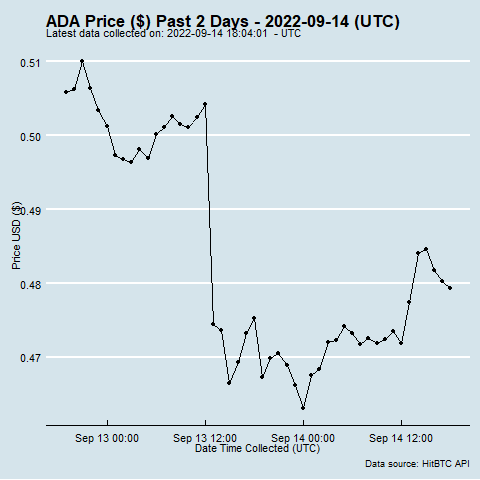 ADA Price ($) Past 2 Days - 2022-09-14 (UTC)
Latest data collected on: 2022-09-14 18:04:01 - UTC
0.51
0.50
0.49
0.48
0.47
Price USD ($)
Sep 13 00:00
Sep 13 12:00
Sep 14 00:00
Sep 14 12:00
Date Time Collected (UTC)
Data source: HitBTC API